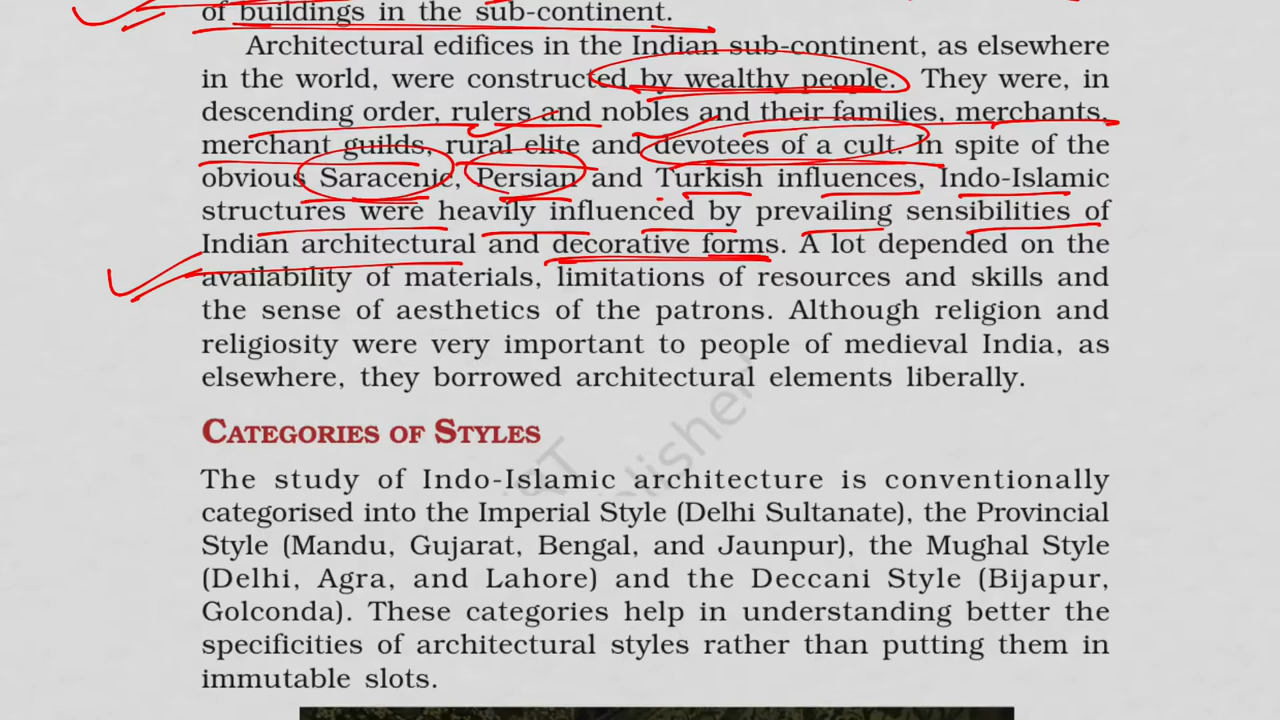 of buildings in the sub-continent.
Architectural edifices in the Indian sub-continent, as elsewhere
in the world, were constructed by wealthy people. They were, in
descending order, rulers and nobles and their families, merchants,
merchant guilds, rural elite and devotees of a cult. In spite of the
obvious Saracenic, Persian and Turkish influences, Indo-Islamic
structures were heavily influenced by prevailing sensibilities of
Indian architectural and decorative forms. A lot depended on the
availability of materials, limitations of resources and skills and
the sense of aesthetics of the patrons. Although religion and
religiosity were very important to people of medieval India, as
elsewhere, they borrowed architectural elements liberally.
CATEGORIES OF STYLES
The study of Indo-Islamic architecture is conventionally
categorised into the Imperial Style (Delhi Sultanate), the Provincial
Style (Mandu, Gujarat, Bengal, and Jaunpur), the Mughal Style
(Delhi, Agra, and Lahore) and the Deccani Style (Bijapur,
Golconda). These categories help in understanding better the
specificities of architectural styles rather than putting them in
immutable slots.